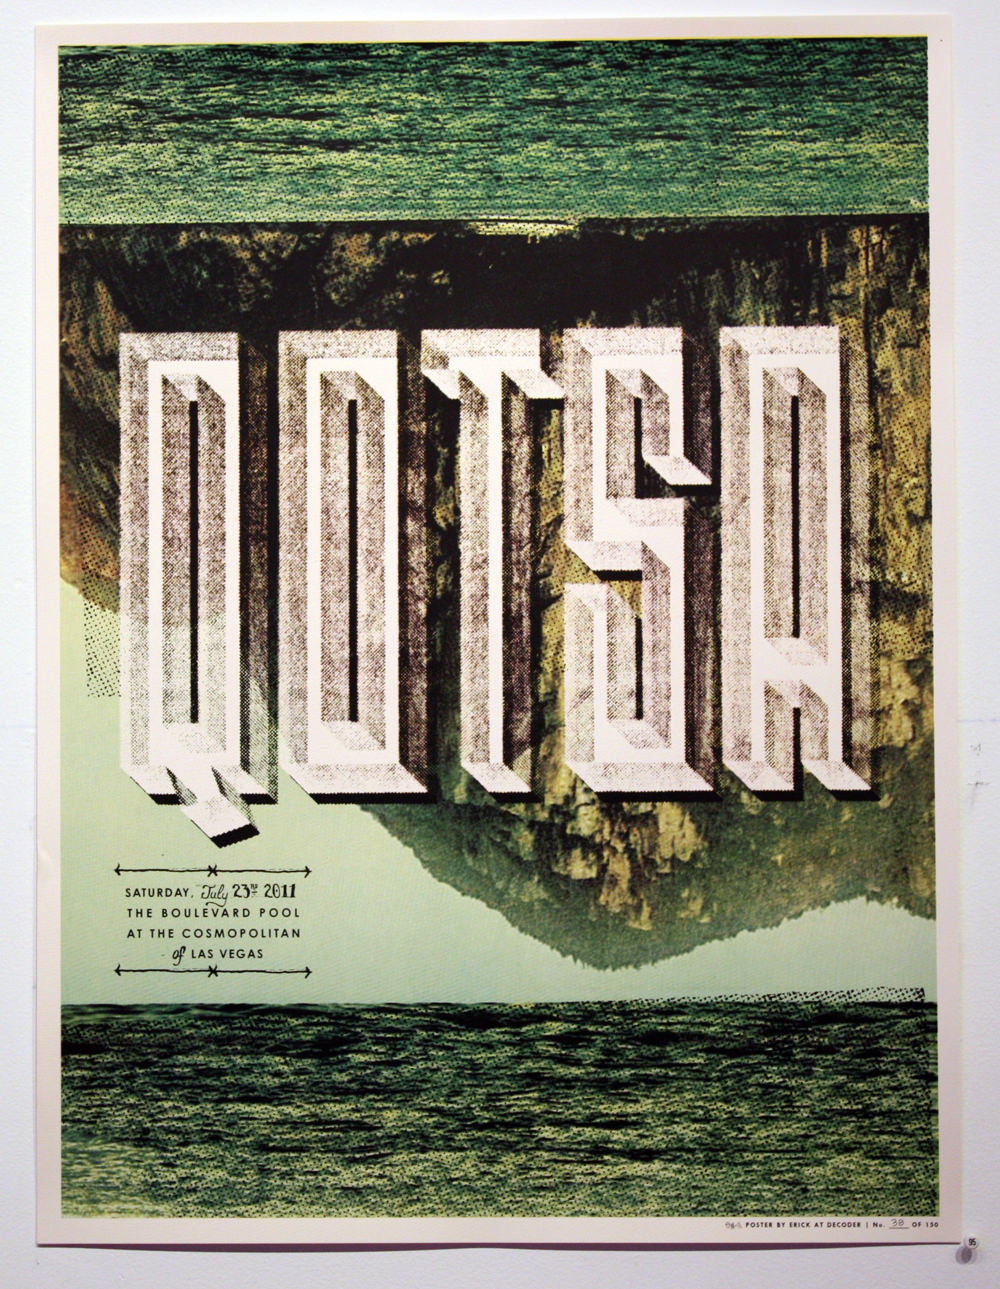 QOTSA
SATURDAY, July 23RD 2011
THE BOULEVARD POOL
AT THE COSMOPOLITAN
of LAS VEGAS
POSTER BY ERICK AT DECODER | No. 38 OF 150
95